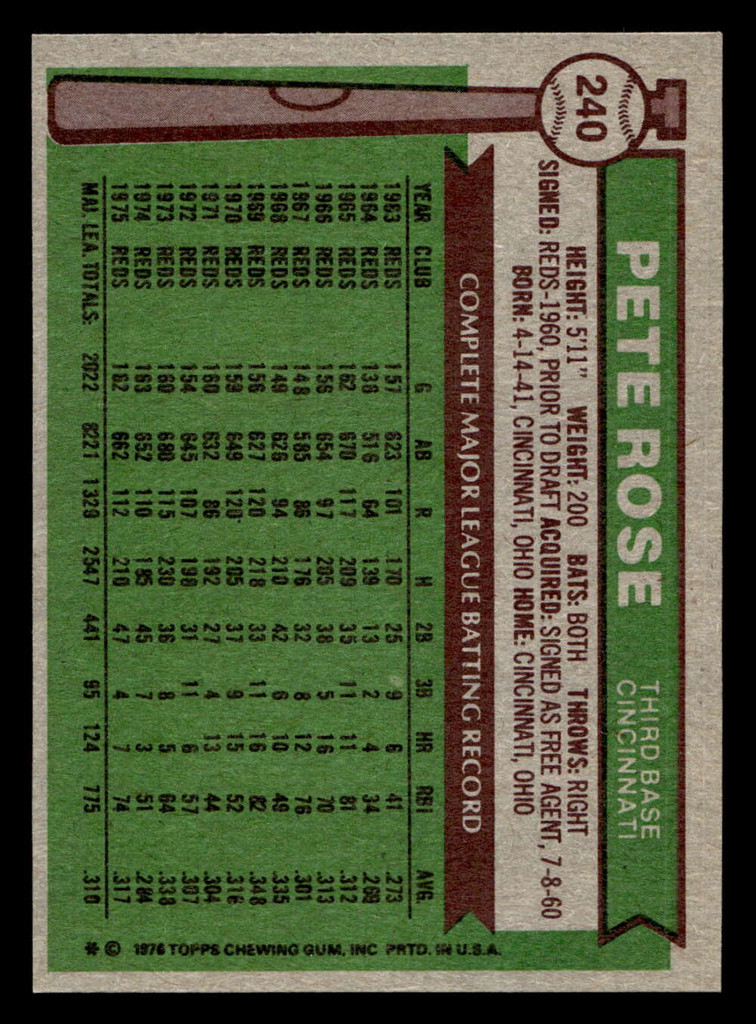 240
PETE ROSE
THIRD BASE
CINCINNATI
HEIGHT: 5'11" WEIGHT: 200 BATS: BOTH THROWS: RIGHT
SIGNED: REDS-1960, PRIOR TO DRAFT ACQUIRED: SIGNED AS FREE AGENT, 7-8-60
BORN: 4-14-41, CINCINNATI, OHIO HOME: CINCINNATI, OHIO
COMPLETE MAJOR LEAGUE BATTING RECORD
YEAR CLUB G AB R H 2B 3B HR RBI AVG.
1963 REDS 157 623 101 170 25 9 6 41 .273
1964 REDS 136 516 64 139 13 2 4 34 .269
1965 REDS 162 670 117 209 35 11 11 81 .312
1966 REDS 156 654 97 205 38 5 16 70 .313
1967 REDS 148 585 86 176 32 8 12 76 .301
1968 REDS 149 626 94 210 42 6 10 49 .335
1969 REDS 156 627 120 218 33 11 16 82 .348
1970 REDS 159 649 120 205 37 9 15 52 .316
1971 REDS 160 632 86 192 27 4 13 44 .304
1972 REDS 154 645 107 198 31 11 6 57 .307
1973 REDS 160 680 115 230 36 8 5 64 .338
1974 REDS 163 652 110 185 45 7 3 51 .284
1975 REDS 162 662 112 210 47 4 7 74 .317
MAJ. LEA. TOTALS: 2022 8221 1329 2547 441 95 124 775 .310
* © 1976 TOPPS CHEWING GUM, INC PRTD. IN U.S.A.